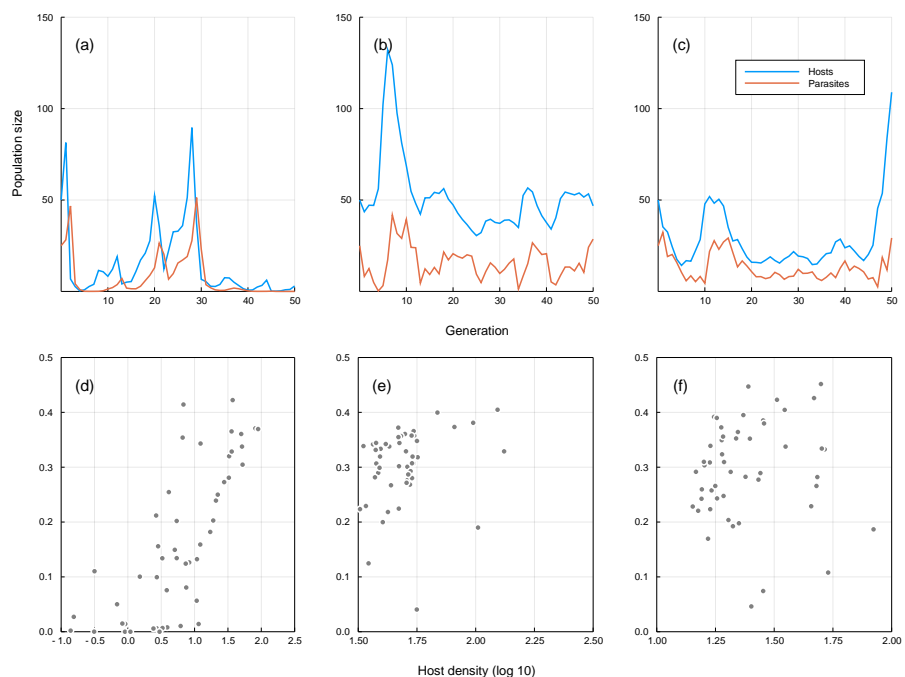 150 150 150
(a) (b) (c)
Hosts
Parasites
100 100 100
Population size
50 50 50
10 20 30 40 50 10 20 30 40 50 10 20 30 40 50
Generation
0.5 0.5 0.5
(d) (e) (f)
0.4 0.4 0.4
0.3 0.3 0.3
0.2 0.2 0.2
0.1 0.1 0.1
0.0 0.0 0.0
-1.0 -0.5 0.0 0.5 1.0 1.5 2.0 2.5 1.50 1.75 2.00 2.25 2.50 1.00 1.25 1.50 1.75 2.00
Host density (log 10)